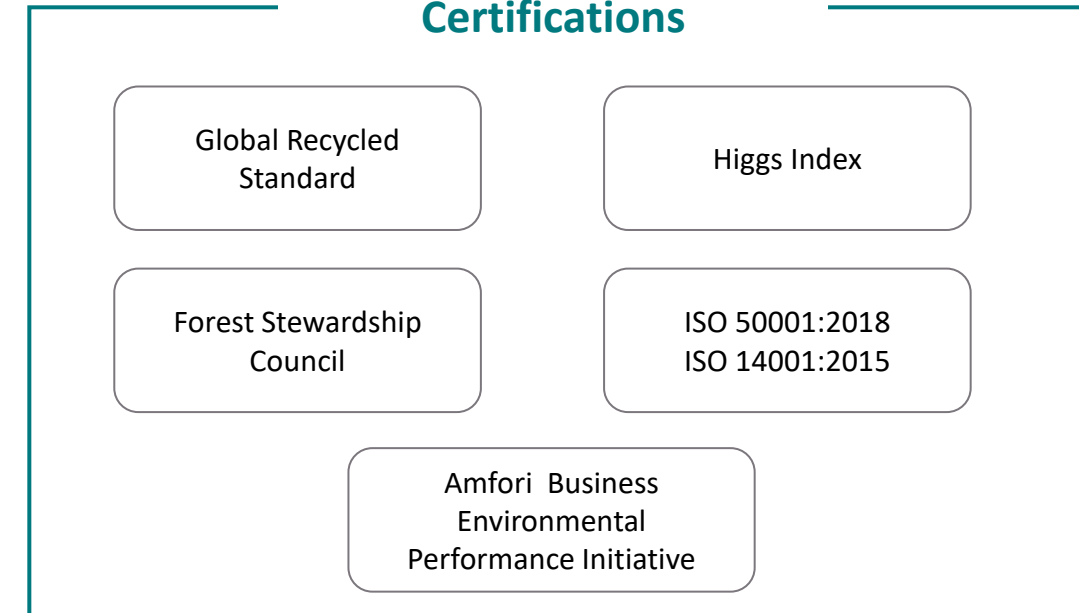 Certifications
Global Recycled
Standard
Higgs Index
Forest Stewardship
Council
ISO 50001:2018
ISO 14001:2015
Amfori  Business
Environmental
Performance Initiative